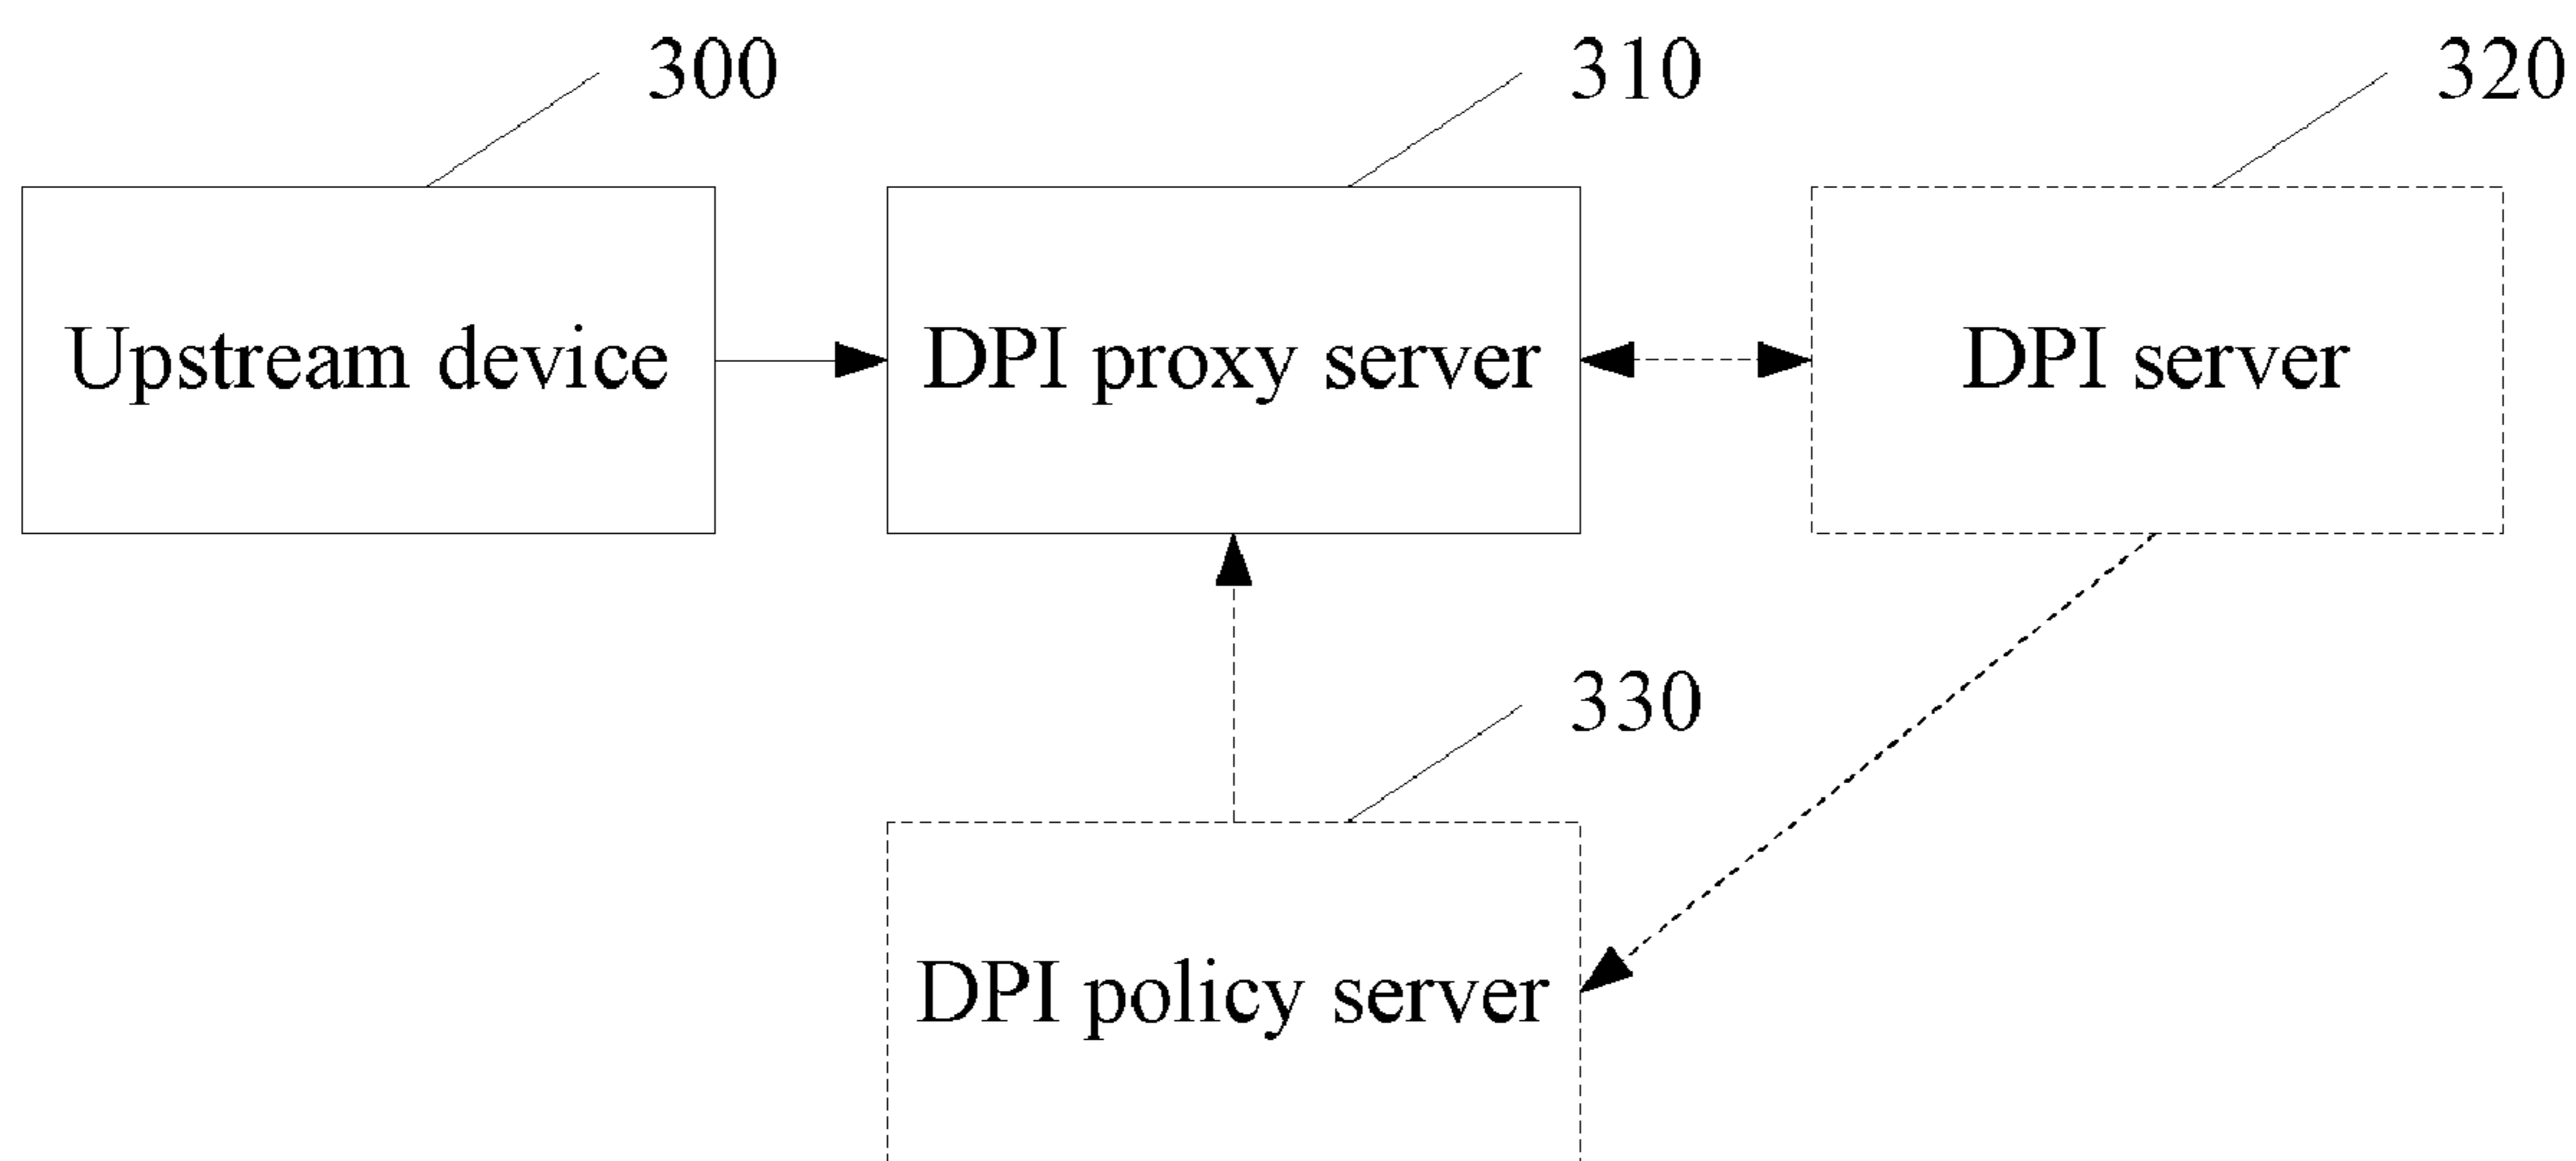 300
310
320
Upstream device
DPI proxy server
DPI server
330
DPI policy server